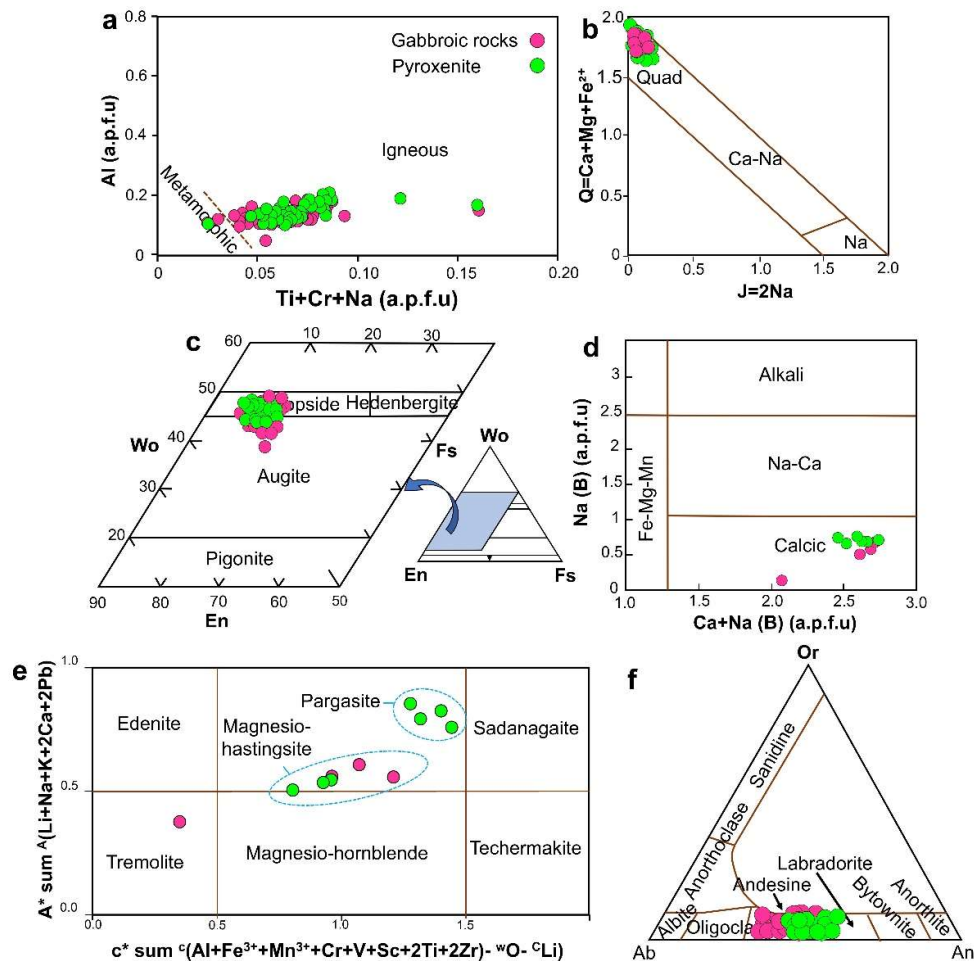 a
Gabbroic rocks
Pyroxenite
Al (a.p.f.u)
0.8
0.6
0.4
0.2
0
Igneous
Metamorphic
0
0.05
0.10
0.15
0.20
Ti+Cr+Na (a.p.f.u)
b
Q=Ca+Mg+Fe²⁺
2.0
1.5
1.0
0.5
0
Quad
Ca-Na
Na
0
0.5
1.0
1.5
2.0
J=2Na
c
60
10
20
30
50
opside
Hedenbergite
Wo
40
Fs
Augite
30
20
Pigonite
10
90
80
70
60
50
En
Wo
En
Fs
d
Na (B) (a.p.f.u)
3
2.5
2
1.5
1
0.5
0
Alkali
Na-Ca
Fe-Mg-Mn
Calcic
1.0
1.5
2.0
2.5
3.0
Ca+Na (B) (a.p.f.u)
e
A* sum ᴬ(Li+Na+K+2Ca+2Pb)
1.0
0.5
0.0
Edenite
Pargasite
Magnesio-
hastingsite
Sadanagaite
Tremolite
Magnesio-hornblende
Techermakite
0.0
0.5
1.0
1.5
c* sum ᶜ(Al+Fe³⁺+Mn³⁺+Cr+V+Sc+2Ti+2Zr)- ʷO- ᶜLi)
f
Or
Sanidine
Anorthoclase
Labradorite
Andesine
Bytownite
Anorthite
Albite
Oligocla
Ab
An